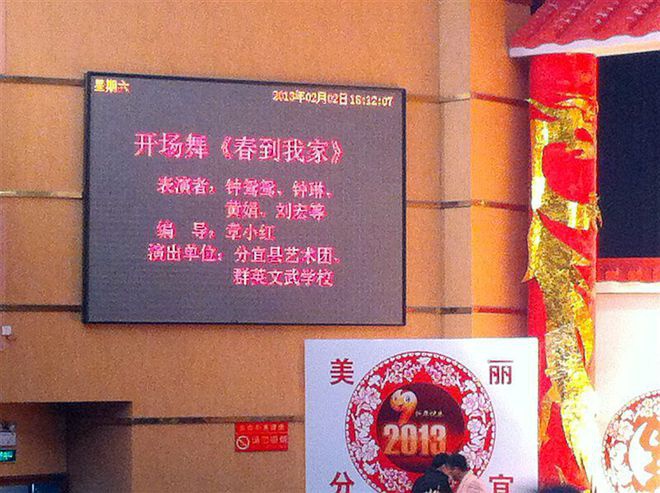 星期六
2013年02月02日 16:12:07
开场舞《春到我家》
表演者：钟鸳鸯、钟琳、
黄娟、刘宏等
编 导：章小红
演出单位：分宜县艺术团、
群英文武学校
美 丽
2013
分 宜
请勿吸烟